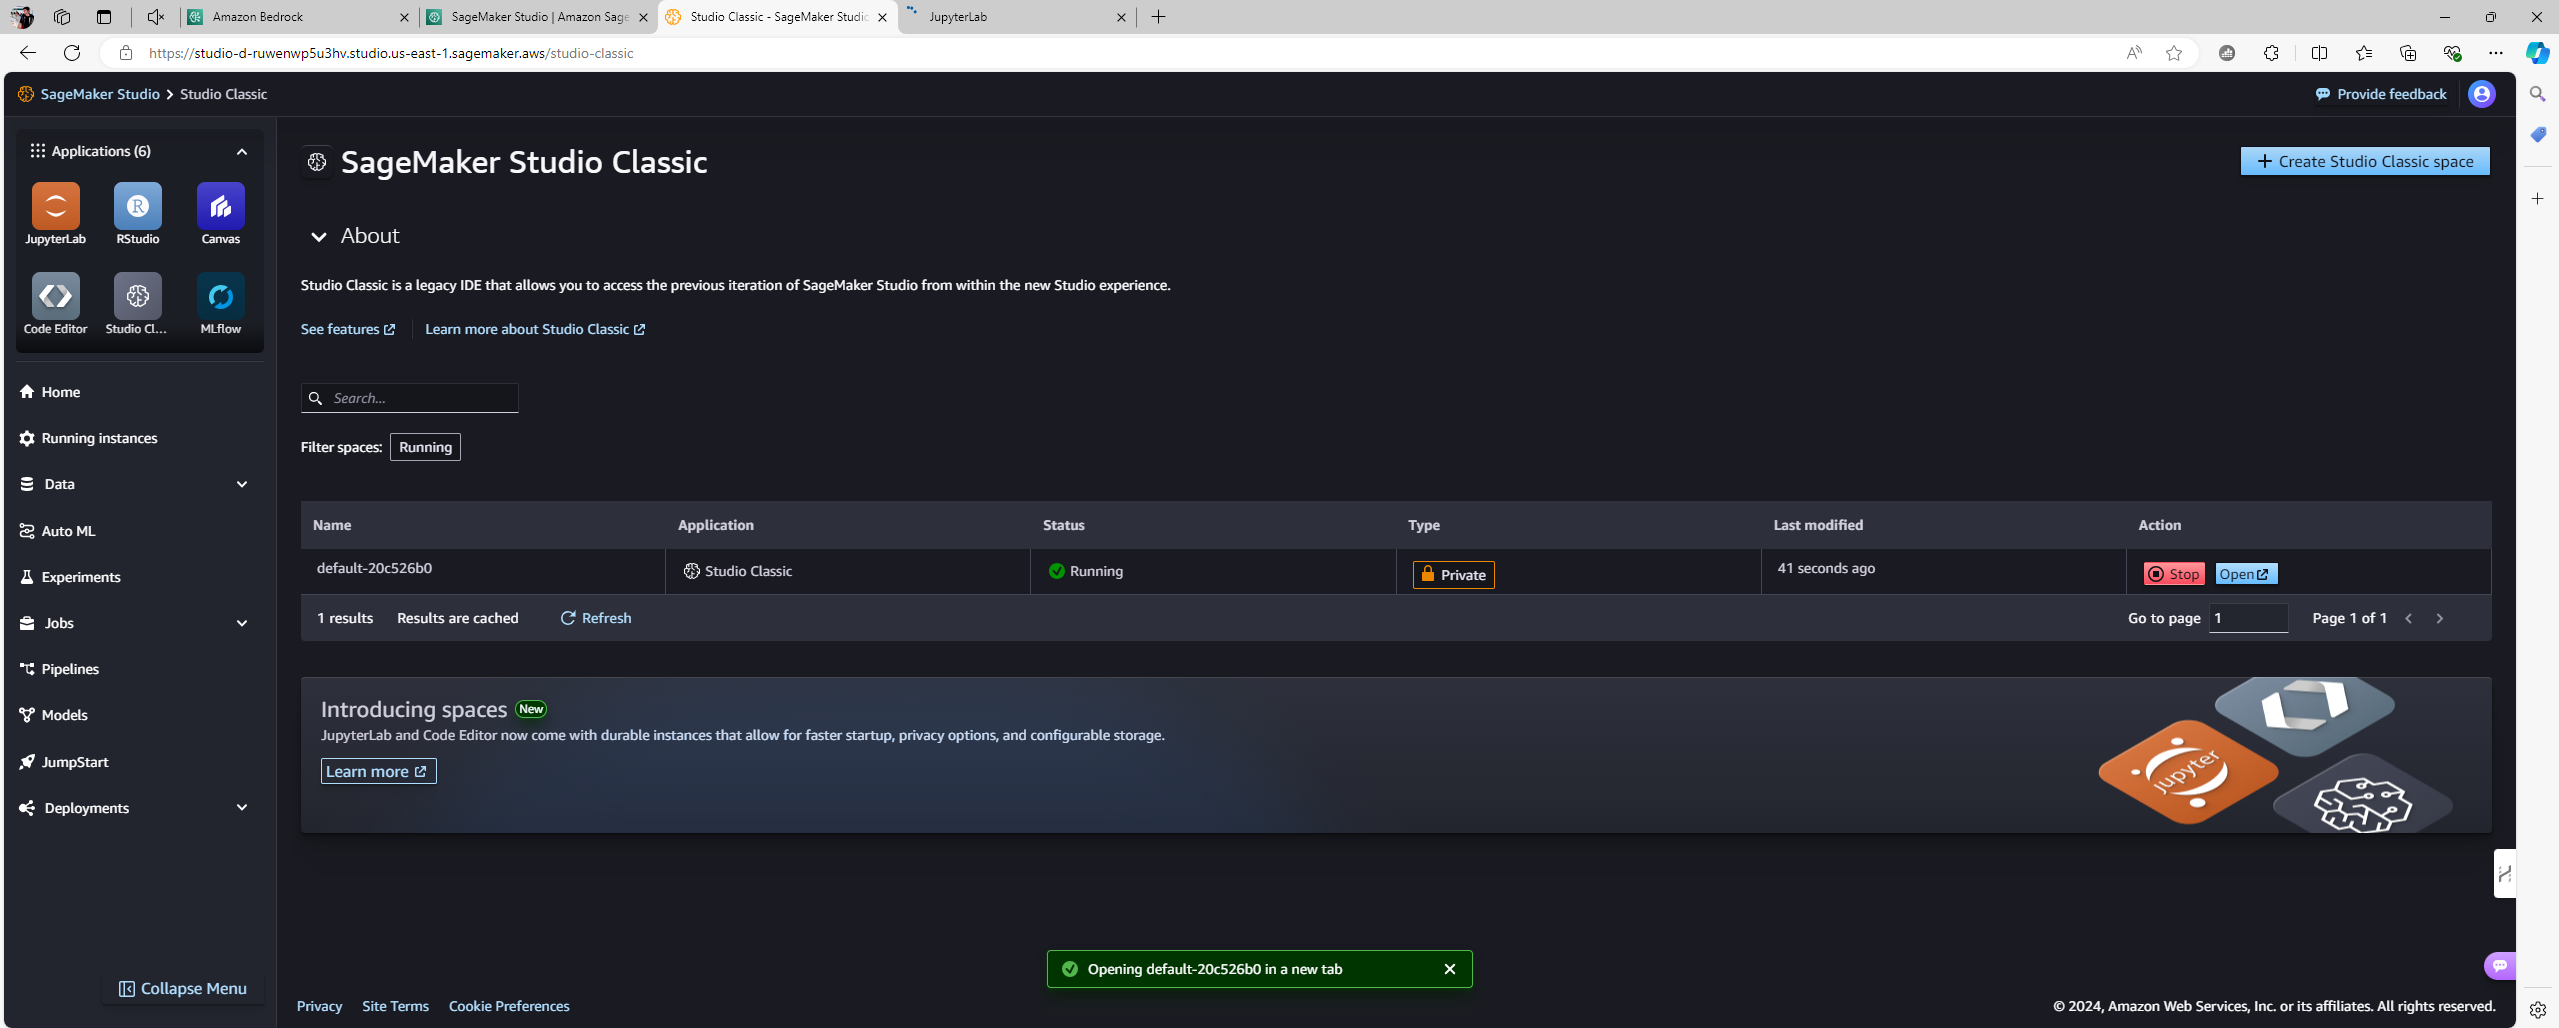 Amazon Bedrock
SageMaker Studio | Amazon Sage
Studio Classic - SageMaker Studio
JupyterLab
https://studio-d-ruwenwp5u3hv.studio.us-east-1.sagemaker.aws/studio-classic
SageMaker Studio > Studio Classic
Provide feedback
Applications (6)
JupyterLab
RStudio
Canvas
Code Editor
Studio Cl...
MLflow
Home
Running instances
Data
Auto ML
Experiments
Jobs
Pipelines
Models
JumpStart
Deployments
Collapse Menu
SageMaker Studio Classic
+ Create Studio Classic space
About
Studio Classic is a legacy IDE that allows you to access the previous iteration of SageMaker Studio from within the new Studio experience.
See features
Learn more about Studio Classic
Search...
Filter spaces: Running
Name Application Status Type Last modified Action
default-20c526b0 Studio Classic Running Private 41 seconds ago Stop Open
1 results Results are cached Refresh Go to page 1 Page 1 of 1
Introducing spaces New
JupyterLab and Code Editor now come with durable instances that allow for faster startup, privacy options, and configurable storage.
Learn more
jupyter
Opening default-20c526b0 in a new tab
Privacy Site Terms Cookie Preferences
© 2024, Amazon Web Services, Inc. or its affiliates. All rights reserved.